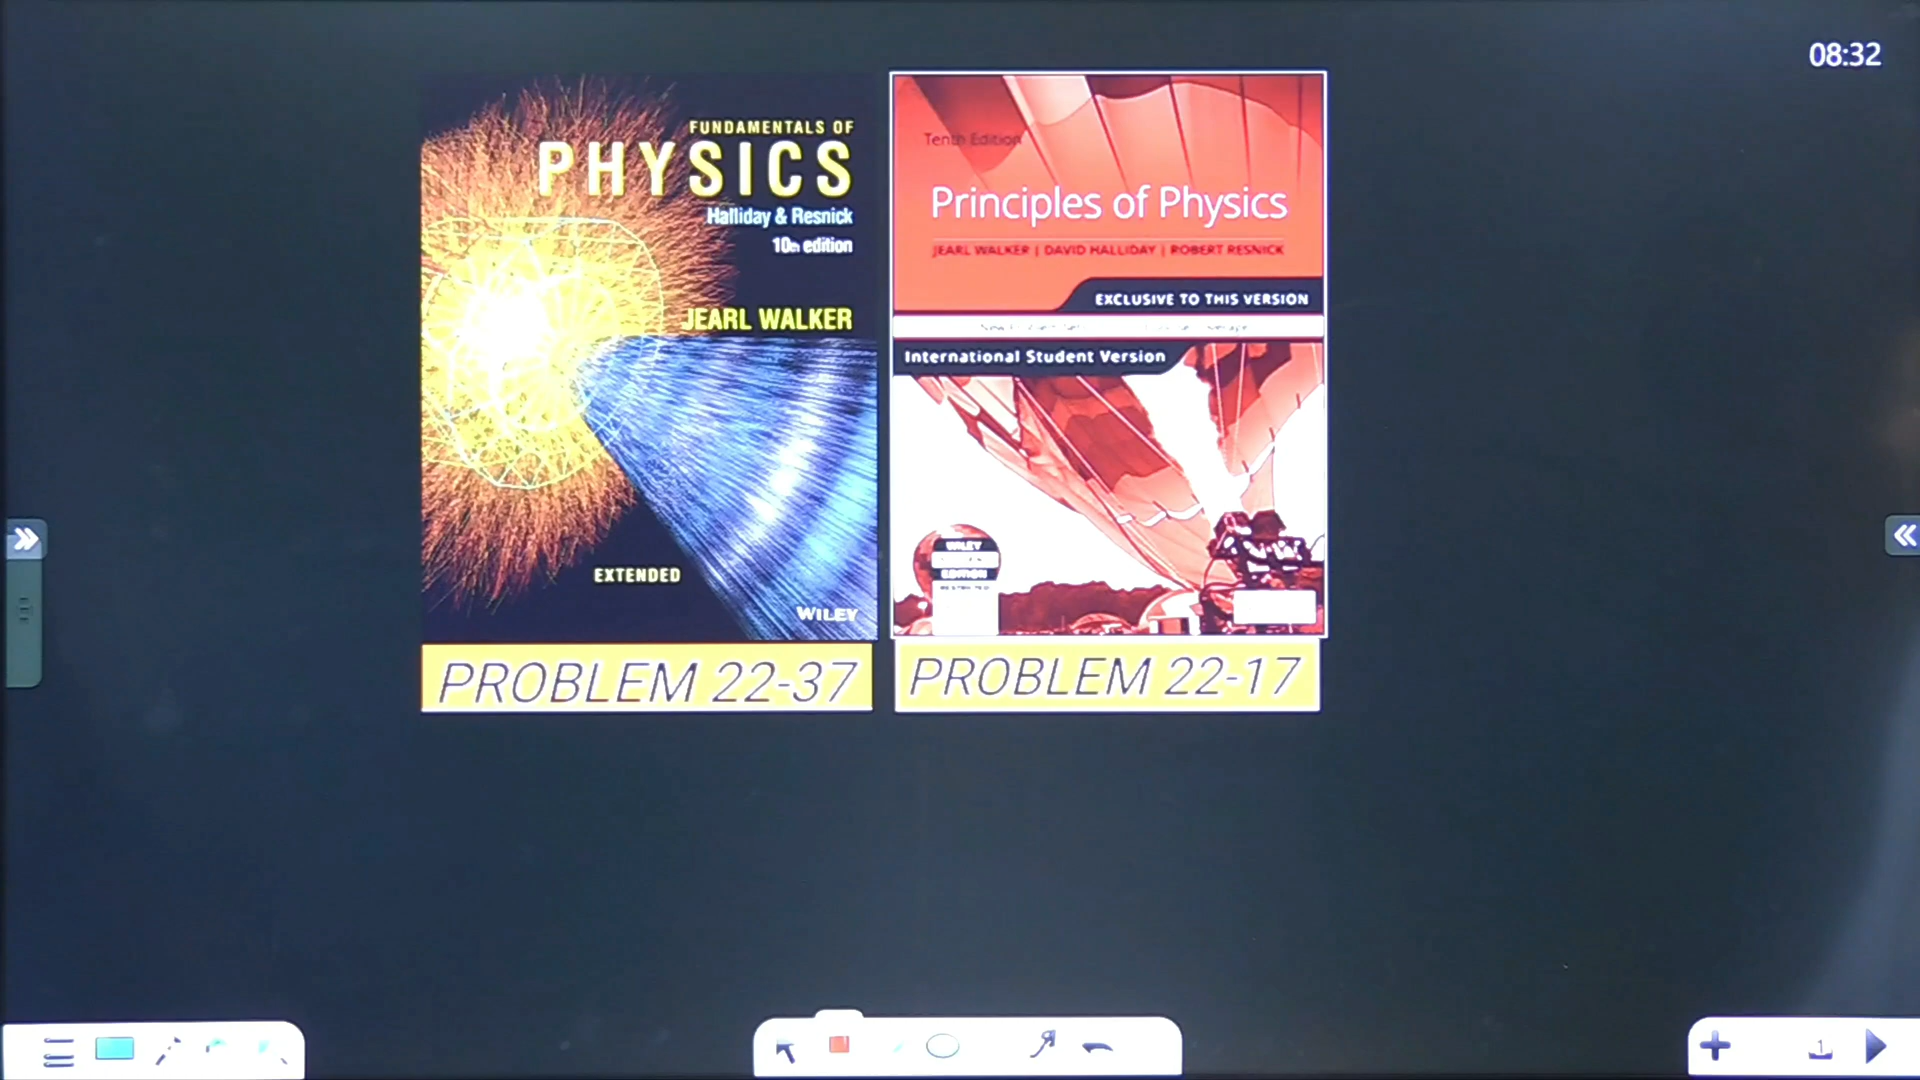 08:32
FUNDAMENTALS OF
PHYSICS
Halliday & Resnick
10th edition
JEARL WALKER
EXTENDED
WILEY
PROBLEM 22-37
Tenth Edition
Principles of Physics
JEARL WALKER | DAVID HALLIDAY | ROBERT RESNICK
EXCLUSIVE TO THIS VERSION
International Student Version
WILEY
EDITION
PROBLEM 22-17
1